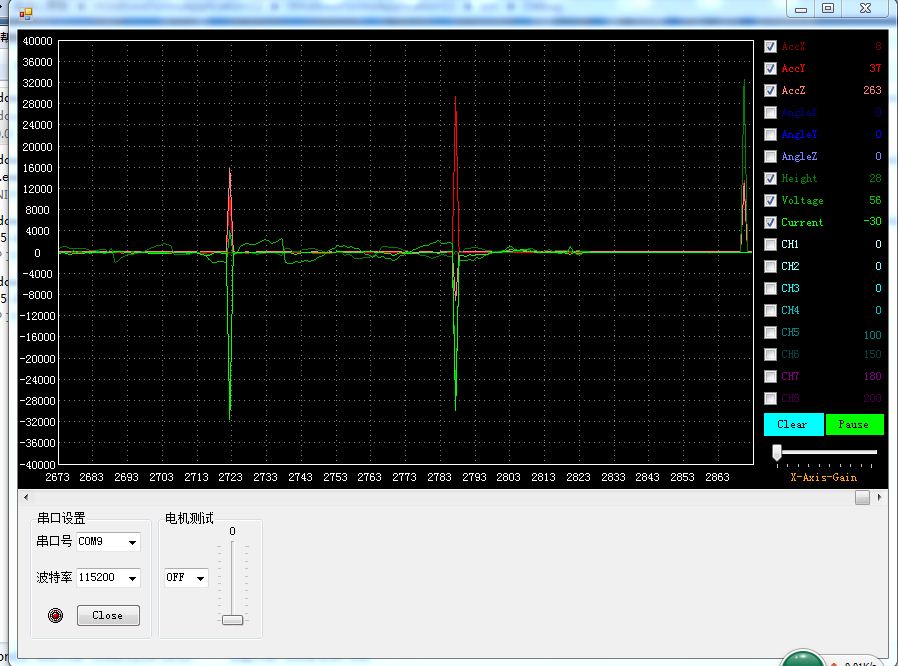 40000
36000
32000
28000
24000
20000
16000
12000
8000
4000
0
-4000
-8000
-12000
-16000
-20000
-24000
-28000
-32000
-36000
-40000
2673 2683 2693 2703 2713 2723 2733 2743 2753 2763 2773 2783 2793 2803 2813 2823 2833 2843 2853 2863
AccX 8
AccY 37
AccZ 263
AngleX 0
AngleY 0
AngleZ 0
Height 28
Voltage 56
Current -30
CH1 0
CH2 0
CH3 0
CH4 0
CH5 100
CH6 150
CH7 180
CH8 200
Clear Pause
X-Axis-Gain
串口设置
串口号 COM9
波特率 115200
Close
电机测试
0
OFF